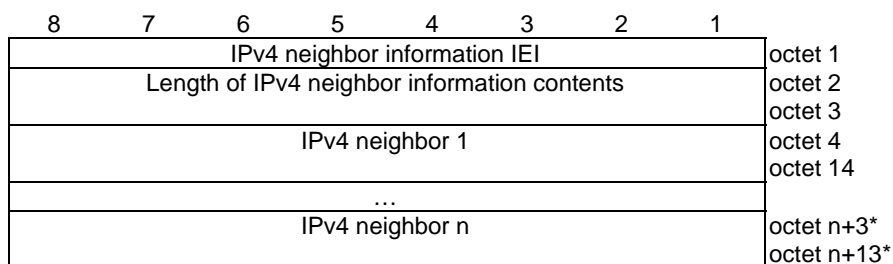 8 7 6 5 4 3 2 1
IPv4 neighbor information IEI octet 1
Length of IPv4 neighbor information contents octet 2
octet 3
IPv4 neighbor 1 octet 4
octet 14
…
IPv4 neighbor n octet n+3*
octet n+13*